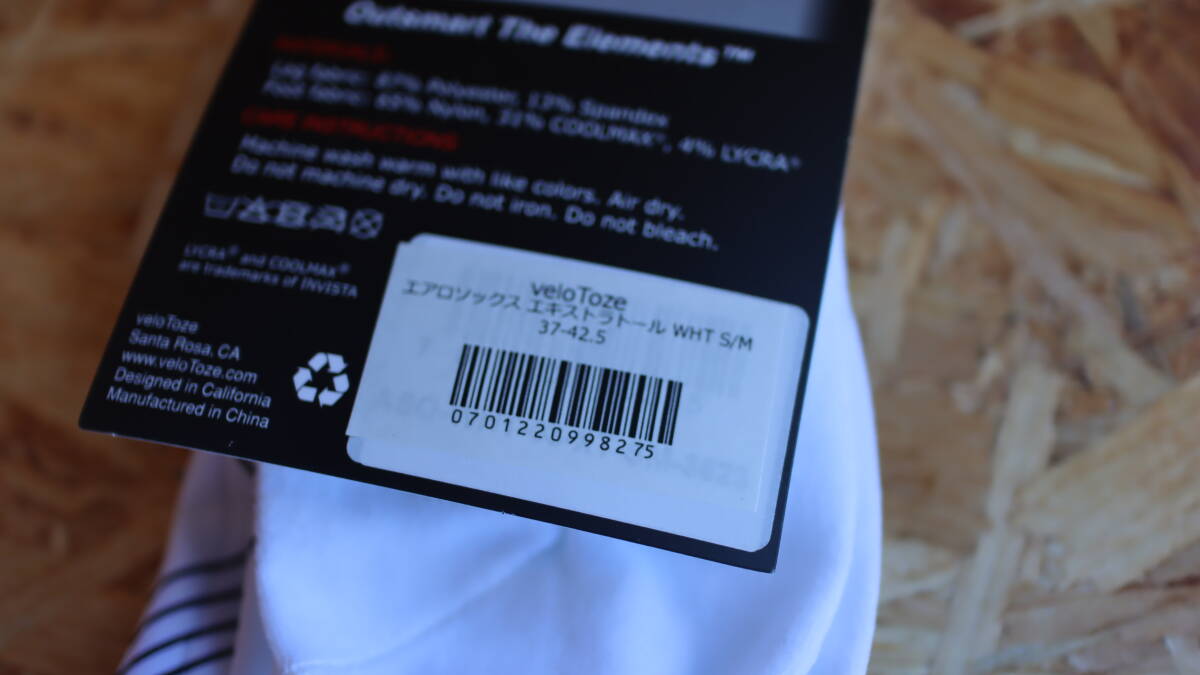 Outsmart The Elements™
MATERIALS
Leg fabric: 87% Polyester, 13% Spandex
Foot fabric: 65% Nylon, 31% COOLMAX®, 4% LYCRA®
CARE INSTRUCTIONS
Machine wash warm with like colors. Air dry.
Do not machine dry. Do not iron. Do not bleach.
LYCRA® and COOLMAX®
are trademarks of INVISTA
veloToze
Santa Rosa, CA
www.veloToze.com
Designed in California
Manufactured in China
veloToze
エアロソックス エキストラトール WHT S/M
37-42.5
0701220998275